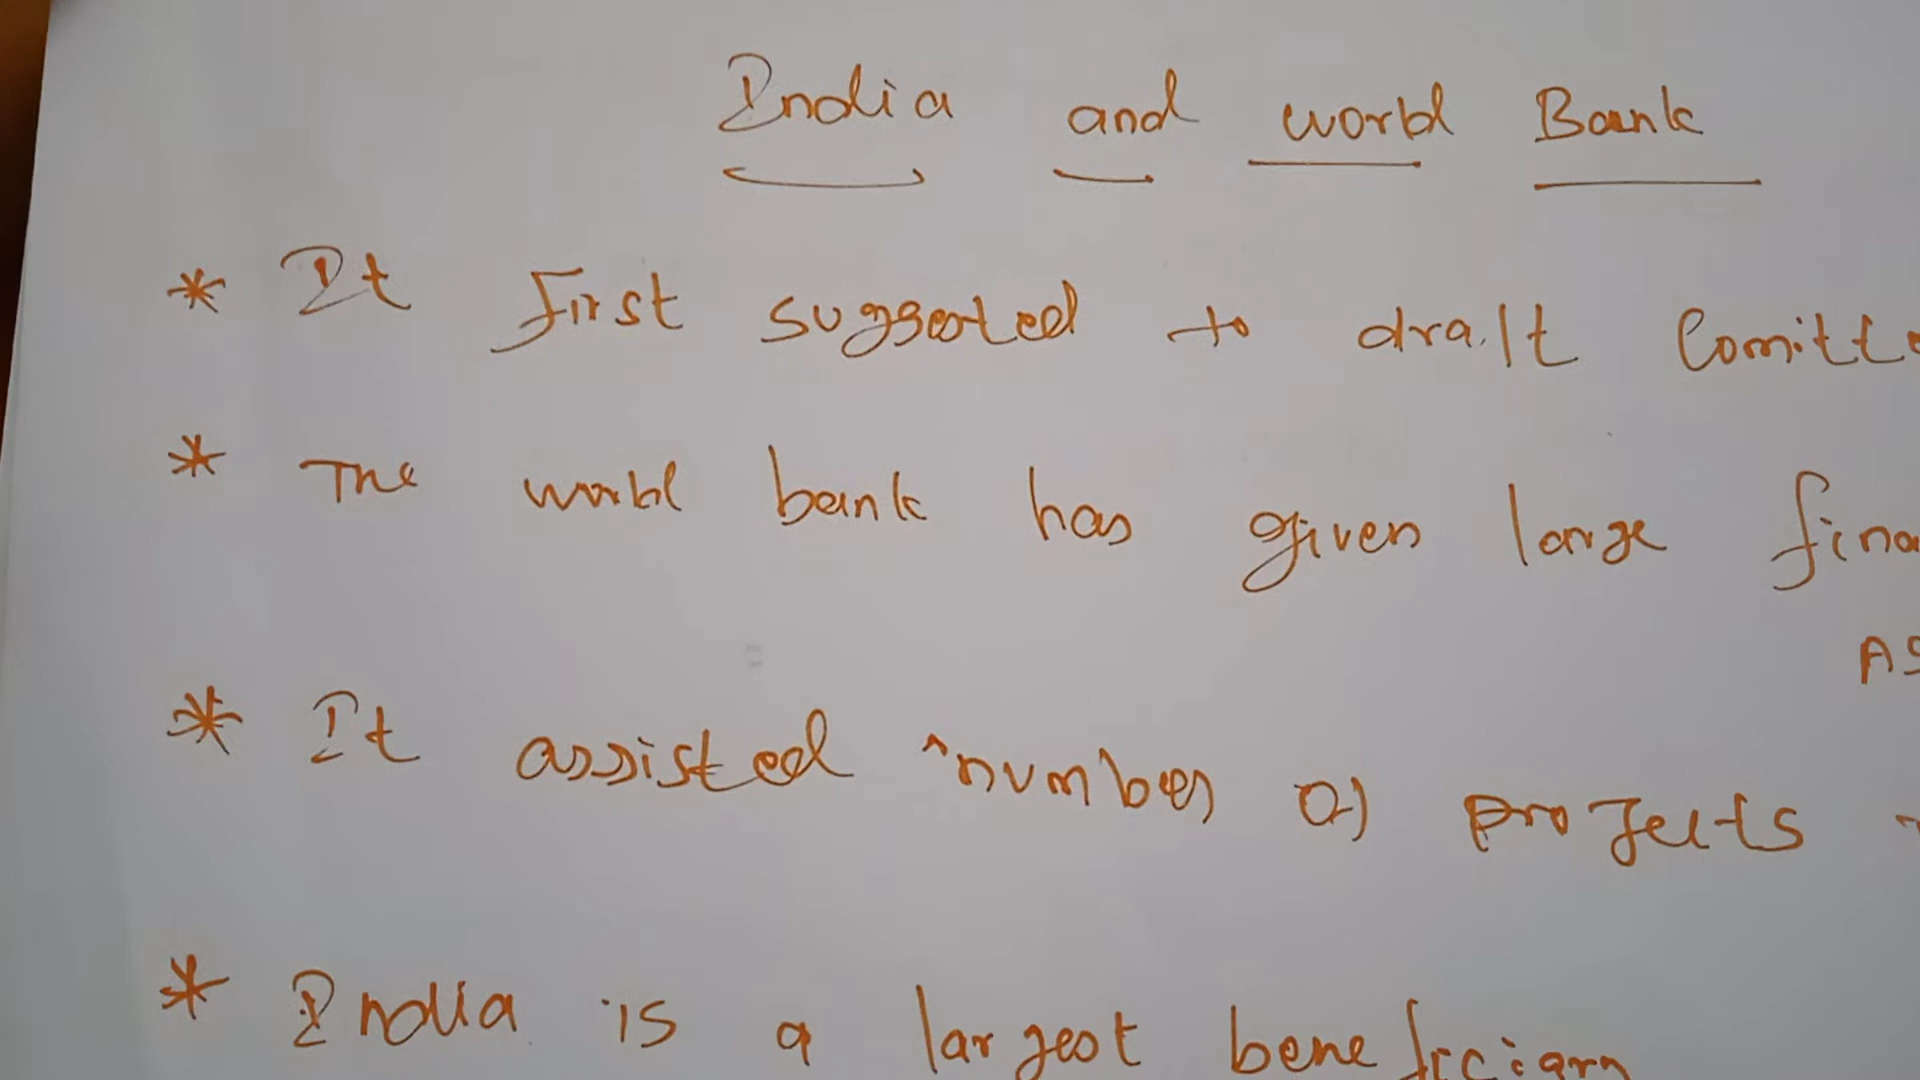 India and world Bank
* It first suggested to draft Comitte
* The world bank has given large fina
As
* It assisted number of projects
* India is a largest beneficiary